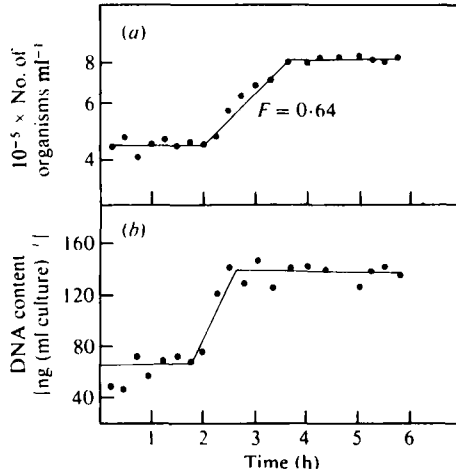 (a)
8
6
4
10⁻⁵ × No. of
organisms ml⁻¹
F = 0·64
(b)
160
120
80
40
DNA content
[ng (ml culture)⁻¹]
1 2 3 4 5 6
Time (h)